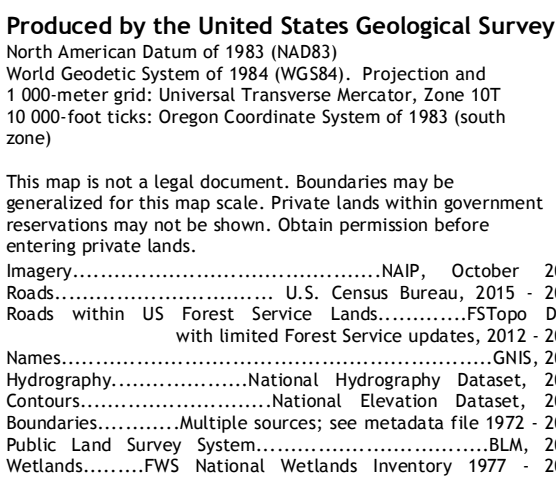 Produced by the United States Geological Survey
North American Datum of 1983 (NAD83)
World Geodetic System of 1984 (WGS84). Projection and
1 000-meter grid: Universal Transverse Mercator, Zone 10T
10 000-foot ticks: Oregon Coordinate System of 1983 (south
zone)
This map is not a legal document. Boundaries may be
generalized for this map scale. Private lands within government
reservations may not be shown. Obtain permission before
entering private lands.
Imagery.............................................NAIP, October
Roads................................ U.S. Census Bureau, 2015 -
Roads within US Forest Service Lands.............FSTopo
with limited Forest Service updates, 2012 -
Names...............................................................GNIS,
Hydrography....................National Hydrography Dataset,
Contours............................National Elevation Dataset,
Boundaries............Multiple sources; see metadata file 1972 -
Public Land Survey System..................................BLM,
Wetlands.........FWS National Wetlands Inventory 1977 -